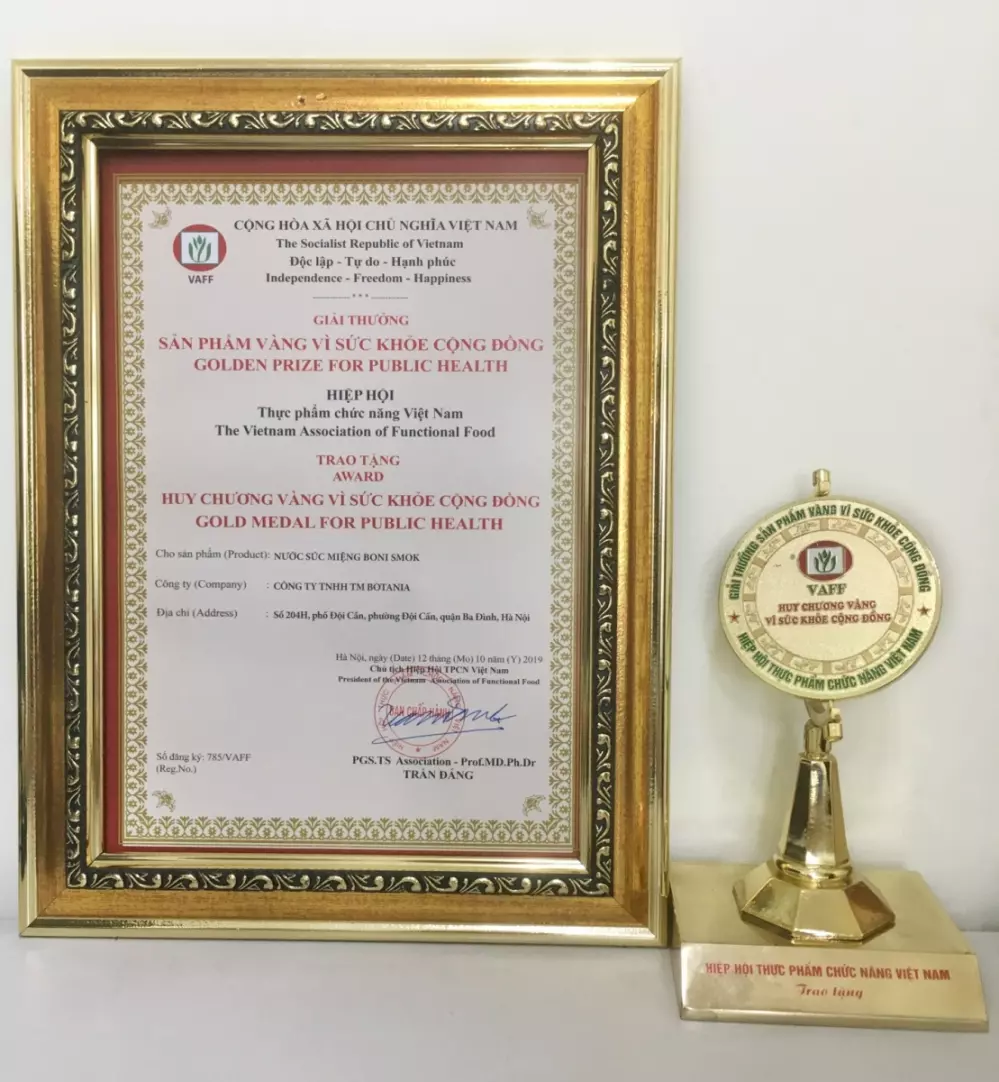 CỘNG HÒA XÃ HỘI CHỦ NGHĨA VIỆT NAM
The Socialist Republic of Vietnam
Độc lập - Tự do - Hạnh phúc
Independence - Freedom - Happiness
VAFF
GIẢI THƯỞNG
SẢN PHẨM VÀNG VÌ SỨC KHỎE CỘNG ĐỒNG
GOLDEN PRIZE FOR PUBLIC HEALTH
HIỆP HỘI
Thực phẩm chức năng Việt Nam
The Vietnam Association of Functional Food
TRAO TẶNG
AWARD
HUY CHƯƠNG VÀNG VÌ SỨC KHỎE CỘNG ĐỒNG
GOLD MEDAL FOR PUBLIC HEALTH
Cho sản phẩm (Product): NƯỚC SÚC MIỆNG BONI SMOK
Công ty (Company) : CÔNG TY TNHH TM BOTANIA
Địa chỉ (Address) : Số 204H, phố Đội Cấn, phường Đội Cấn, quận Ba Đình, Hà Nội
Hà Nội, ngày (Date) 12 tháng (Mo) 10 năm (Y) 2019
Chủ tịch Hiệp Hội TPCN Việt Nam
President of the Vietnam Association of Functional Food
BAN CHẤP HÀNH
Số đăng ký: 785/VAFF
(Reg.No.)
PGS.TS Association - Prof.MD.Ph.Dr
TRẦN ĐÁNG
GIẢI THƯỞNG SẢN PHẨM VÀNG VÌ SỨC KHỎE CỘNG ĐỒNG
VAFF
HUY CHƯƠNG VÀNG
VÌ SỨC KHỎE CỘNG ĐỒNG
HIỆP HỘI THỰC PHẨM CHỨC NĂNG VIỆT NAM
HIỆP HỘI THỰC PHẨM CHỨC NĂNG VIỆT NAM
Trao tặng